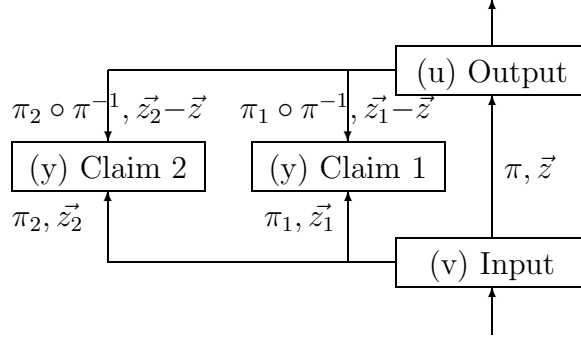 (u) Output
π₂ ∘ π⁻¹, z⃗₂−z⃗
π₁ ∘ π⁻¹, z⃗₁−z⃗
(y) Claim 2
(y) Claim 1
π, z⃗
π₂, z⃗₂
π₁, z⃗₁
(v) Input